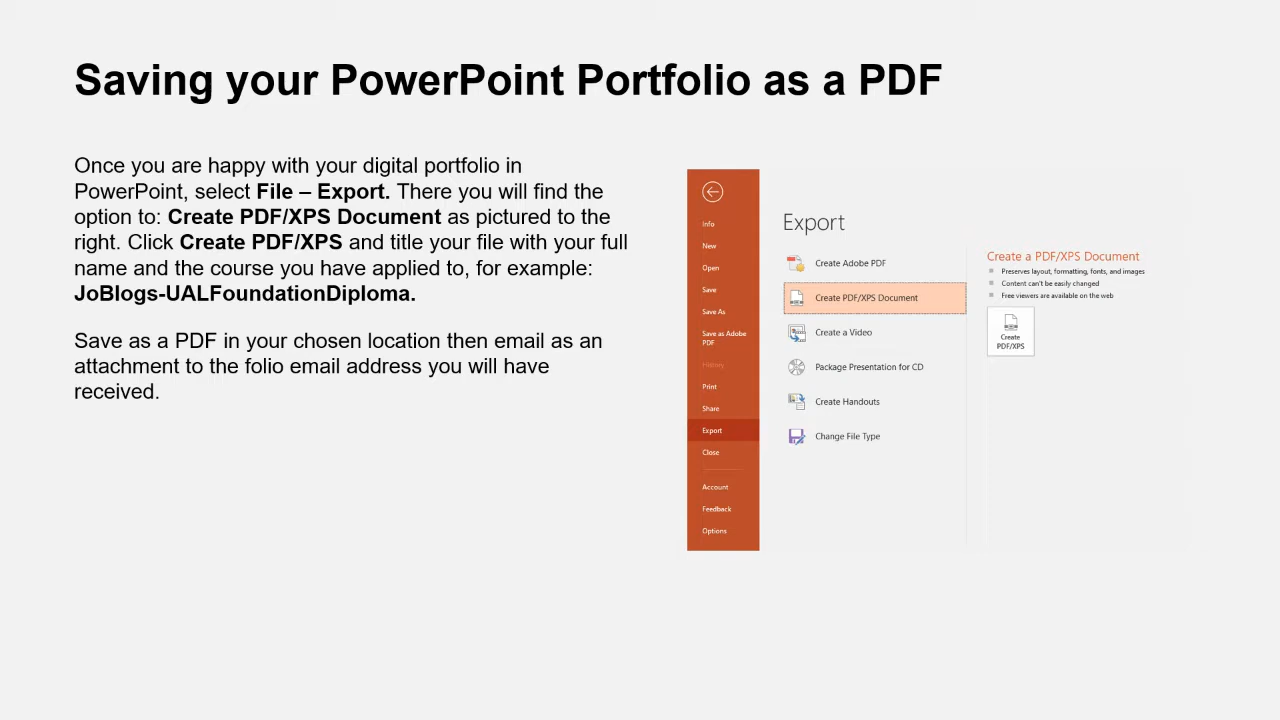 Saving your PowerPoint Portfolio as a PDF
Once you are happy with your digital portfolio in
PowerPoint, select File – Export. There you will find the
option to: Create PDF/XPS Document as pictured to the
right. Click Create PDF/XPS and title your file with your full
name and the course you have applied to, for example:
JoBlogs-UALFoundationDiploma.
Save as a PDF in your chosen location then email as an
attachment to the folio email address you will have
received.
Info
New
Open
Save
Save As
Save as Adobe
PDF
History
Print
Share
Export
Close
Account
Feedback
Options
Export
Create Adobe PDF
Create PDF/XPS Document
Create a Video
Package Presentation for CD
Create Handouts
Change File Type
Create a PDF/XPS Document
Preserves layout, formatting, fonts, and images
Content can't be easily changed
Free viewers are available on the web
Create
PDF/XPS